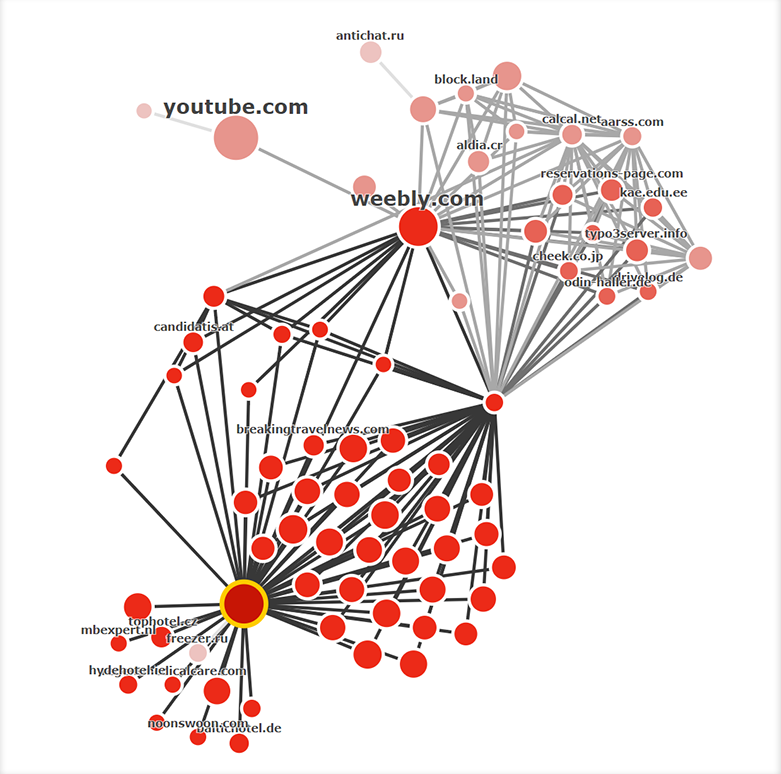 antichat.ru
block.land
youtube.com
calcal.net
aarss.com
aldia.cr
reservations-page.com
kae.edu.ee
weebly.com
typo3server.info
cheek.co.jp
drivelog.de
odin-haller.de
candidatis.at
breakingtravelnews.com
tophotel.cz
mbexpert.nl
freezer.ru
noonswoon.com
baltichotel.de